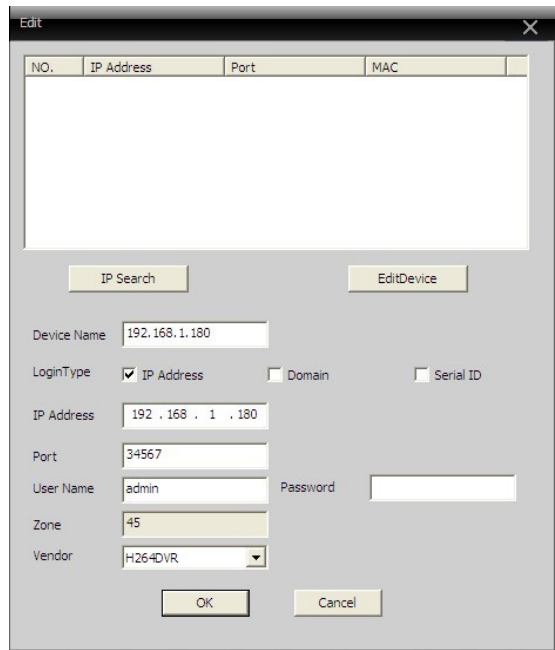 Edit
NO. IP Address Port MAC
IP Search EditDevice
Device Name 192.168.1.180
LoginType IP Address Domain Serial ID
IP Address 192 . 168 . 1 . 180
Port 34567
User Name admin Password
Zone 45
Vendor H264DVR
OK Cancel